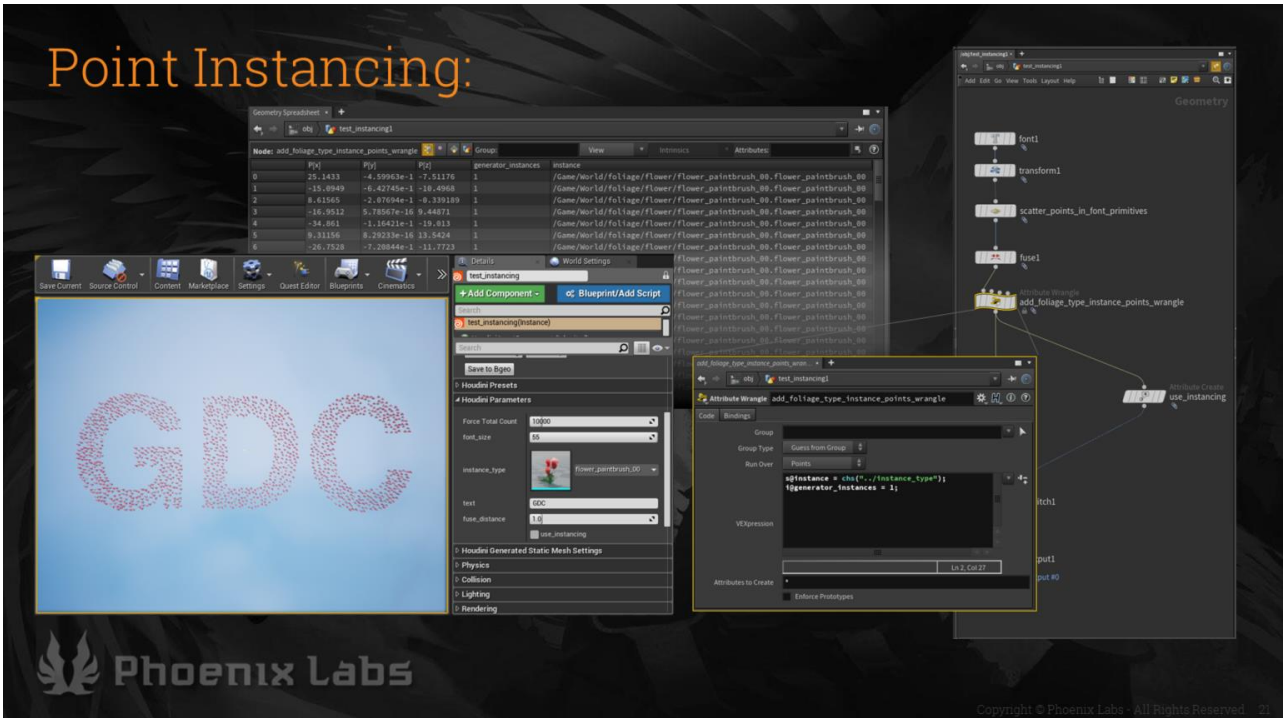 Point Instancing:
Geometry Spreadsheet
obj test_instancing1
Node: add_foliage_type_instance_points_wrangle Group: View Intrinsics Attributes:
P[x] P[y] P[z] generator_instances instance
0 25.1433 -4.59963e-1 -7.51176 1 /Game/World/foliage/flower/flower_paintbrush_00.flower_paintbrush_00
1 -15.0949 -6.42745e-1 -10.4968 1 /Game/World/foliage/flower/flower_paintbrush_00.flower_paintbrush_00
2 8.61565 -2.07694e-1 -0.339189 1 /Game/World/foliage/flower/flower_paintbrush_00.flower_paintbrush_00
3 -16.9512 5.78567e-16 9.44871 1 /Game/World/foliage/flower/flower_paintbrush_00.flower_paintbrush_00
4 -34.861 -1.16421e-1 -19.013 1 /Game/World/foliage/flower/flower_paintbrush_00.flower_paintbrush_00
5 9.31156 8.29233e-16 13.5424 1 /Game/World/foliage/flower/flower_paintbrush_00.flower_paintbrush_00
6 -26.7528 -7.20844e-1 -11.7723 1 /Game/World/foliage/flower/flower_paintbrush_00.flower_paintbrush_00
Save Current Source Control Content Marketplace Settings Quest Editor Blueprints Cinematics
GDC
Details World Settings
test_instancing
+Add Component Blueprint/Add Script
Search
test_instancing(Instance)
Search
Save to Bgeo
Houdini Presets
Houdini Parameters
Force Total Count 10000
font_size 55
instance_type flower_paintbrush_00
text GDC
fuse_distance 1.0
use_instancing
Houdini Generated Static Mesh Settings
Physics
Collision
Lighting
Rendering
add_foliage_type_instance_points_wran...
obj test_instancing1
Attribute Wrangle add_foliage_type_instance_points_wrangle
Code Bindings
Group
Group Type Guess from Group
Run Over Points
s@instance = chs("../instance_type");
i@generator_instances = 1;
VEXpression
Ln 2, Col 27
Attributes to Create *
Enforce Prototypes
/obj/test_instancing1
obj test_instancing1
Add Edit Go View Tools Layout Help
Geometry
font1
transform1
scatter_points_in_font_primitives
fuse1
Attribute Wrangle
add_foliage_type_instance_points_wrangle
Attribute Create
use_instancing
itch1
put1
put #0
Phoenix Labs
Copyright © Phoenix Labs - All Rights Reserved 21